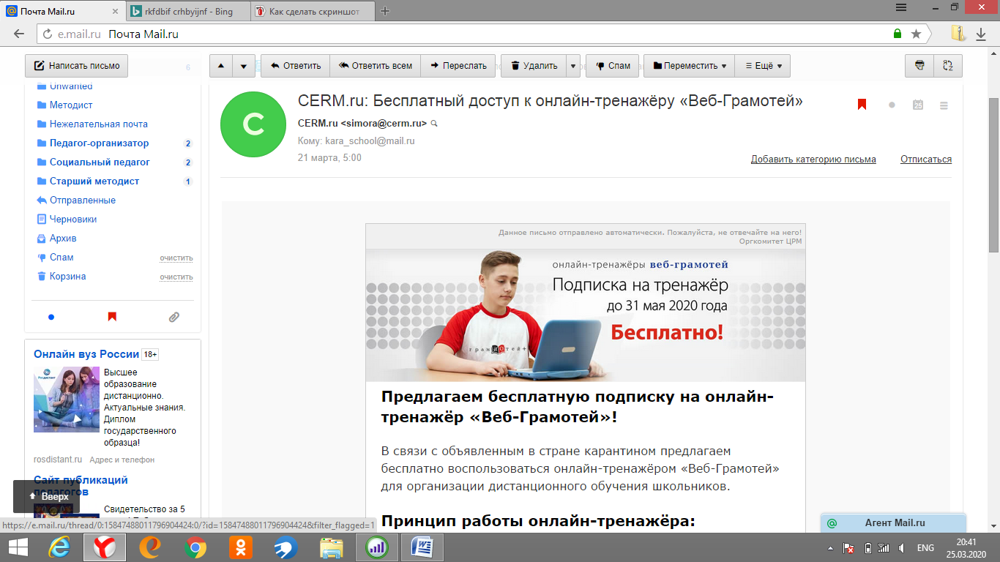 Почта Mail.ru
rkfdbif crhbyijnf - Bing
Как сделать скриншот
e.mail.ru Почта Mail.ru
Написать письмо
6
Ответить
Ответить всем
Переслать
Удалить
Спам
Переместить
Ещё
Unwanted
Методист
Нежелательная почта
Педагог-организатор 2
Социальный педагог 2
Старший методист 1
Отправленные
Черновики
Архив
Спам очистить
Корзина очистить
CERM.ru: Бесплатный доступ к онлайн-тренажёру «Веб-Грамотей»
CERM.ru <simora@cerm.ru>
Кому: kara_school@mail.ru
21 марта, 5:00
25
Добавить категорию письма Отписаться
Данное письмо отправлено автоматически. Пожалуйста, не отвечайте на него!
Оргкомитет ЦРМ
онлайн-тренажёры веб-грамотей
Подписка на тренажёр
до 31 мая 2020 года
Бесплатно!
грамотей+
Предлагаем бесплатную подписку на онлайн-
тренажёр «Веб-Грамотей»!
В связи с объявленным в стране карантином предлагаем
бесплатно воспользоваться онлайн-тренажёром «Веб-Грамотей»
для организации дистанционного обучения школьников.
Принцип работы онлайн-тренажёра:
Онлайн вуз России 18+
Высшее
образование
дистанционно.
Актуальные знания.
Диплом
государственного
образца!
rosdistant.ru Адрес и телефон
Сайт публикаций
педагогов
Вверх
Свидетельство за 5
https://e.mail.ru/thread/0:15847488011796904424:0/?id=15847488011796904424&filter_flagged=1
Агент Mail.ru
ENG
20:41
25.03.2020